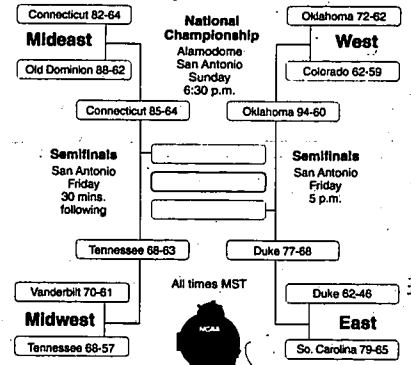 Connecticut 82-64
Mideast
Old Dominion 88-62
Connecticut 85-64
National
Championship
Alamodome
San Antonio
Sunday
6:30 p.m.
Oklahoma 72-62
West
Colorado 62-59
Oklahoma 94-60
Semifinals
San Antonio
Friday
30 mins.
following
Semifinals
San Antonio
Friday
5 p.m.
Tennessee 68-63
Vanderbilt 70-61
Midwest
Tennessee 68-57
All times MST
NCAA
Duke 77-68
Duke 62-46
East
So. Carolina 79-65